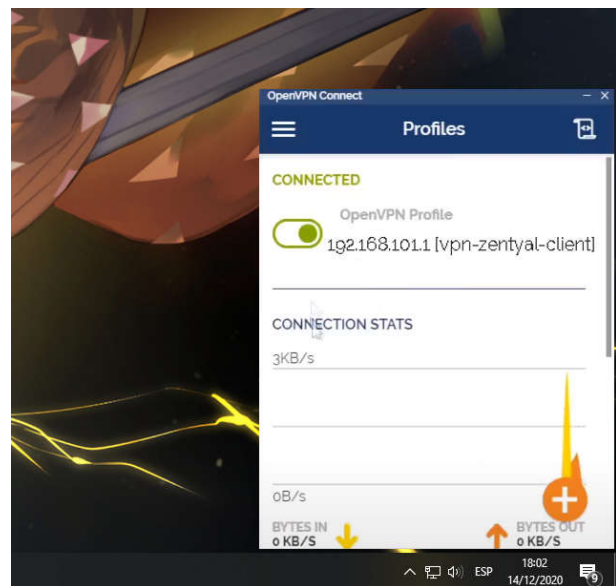 OpenVPN Connect
Profiles
CONNECTED
OpenVPN Profile
192.168.101.1 [vpn-zentyal-client]
CONNECTION STATS
3KB/s
0B/s
BYTES IN
0 KB/S
BYTES OUT
0 KB/S
ESP
18:02
14/12/2020
9